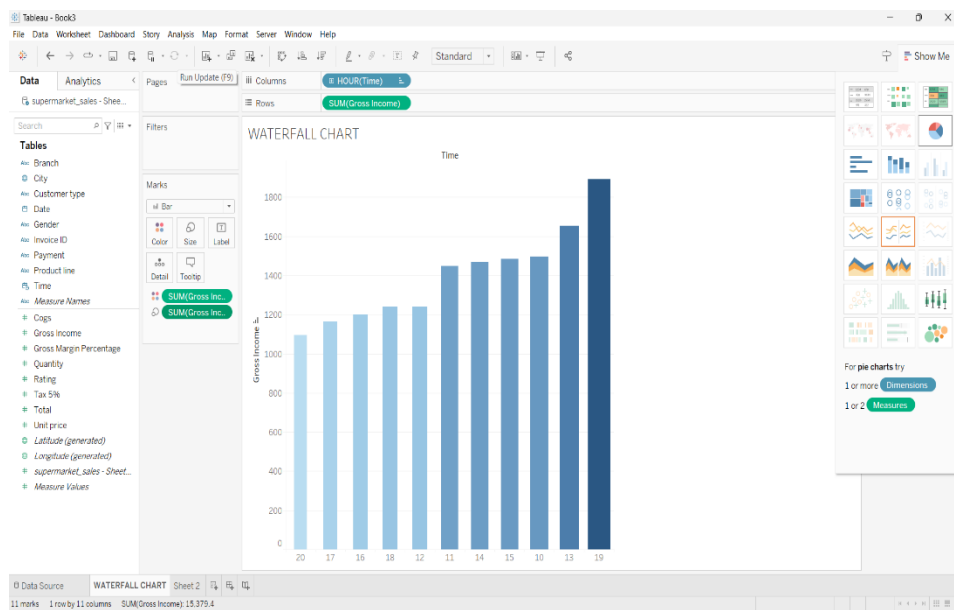 Tableau - Book3
File Data Worksheet Dashboard Story Analysis Map Format Server Window Help
Standard
Show Me
Data Analytics
supermarket_sales - Shee...
Search
Tables
Branch
City
Customer type
Date
Gender
Invoice ID
Payment
Product line
Time
Measure Names
Cogs
Gross Income
Gross Margin Percentage
Quantity
Rating
Tax 5%
Total
Unit price
Latitude (generated)
Longitude (generated)
supermarket_sales - Sheet...
Measure Values
Pages
Run Update (F9)
Filters
Marks
Bar
Color Size Label
Detail Tooltip
SUM(Gross Inc..
SUM(Gross Inc..
Columns
HOUR(Time)
Rows
SUM(Gross Income)
WATERFALL CHART
Time
Gross Income
1800
1600
1400
1200
1000
800
600
400
200
0
20 17 16 18 12 11 14 15 10 13 19
For pie charts try
1 or more Dimensions
1 or 2 Measures
Data Source WATERFALL CHART Sheet 2
11 marks 1 row by 11 columns SUM(Gross Income): 15,379.4